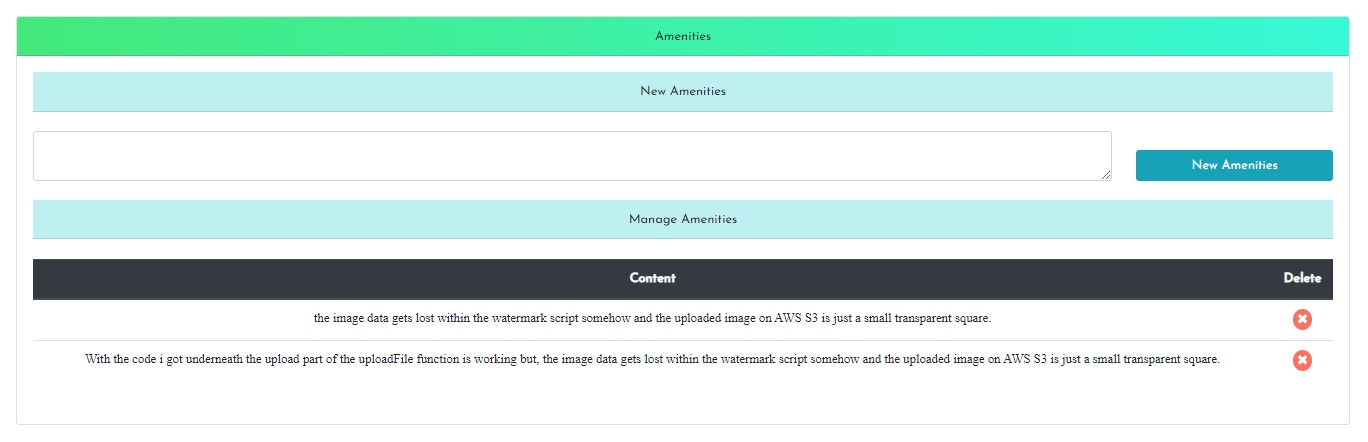 Amenities
New Amenities
New Amenities
Manage Amenities
Content Delete
the image data gets lost within the watermark script somehow and the uploaded image on AWS S3 is just a small transparent square.
With the code i got underneath the upload part of the uploadFile function is working but, the image data gets lost within the watermark script somehow and the uploaded image on AWS S3 is just a small transparent square.